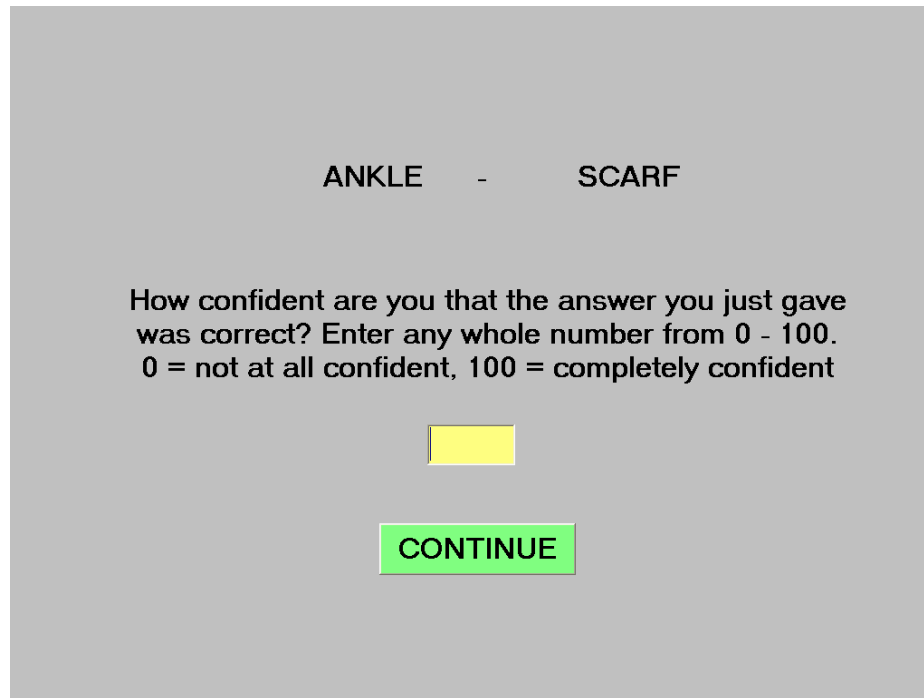 ANKLE - SCARF
How confident are you that the answer you just gave
was correct? Enter any whole number from 0 - 100.
0 = not at all confident, 100 = completely confident
CONTINUE